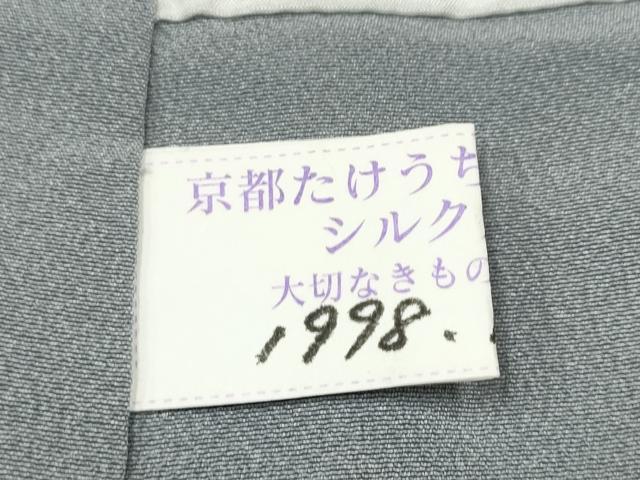 京都たけうち
シルク
大切なきもの
1998.